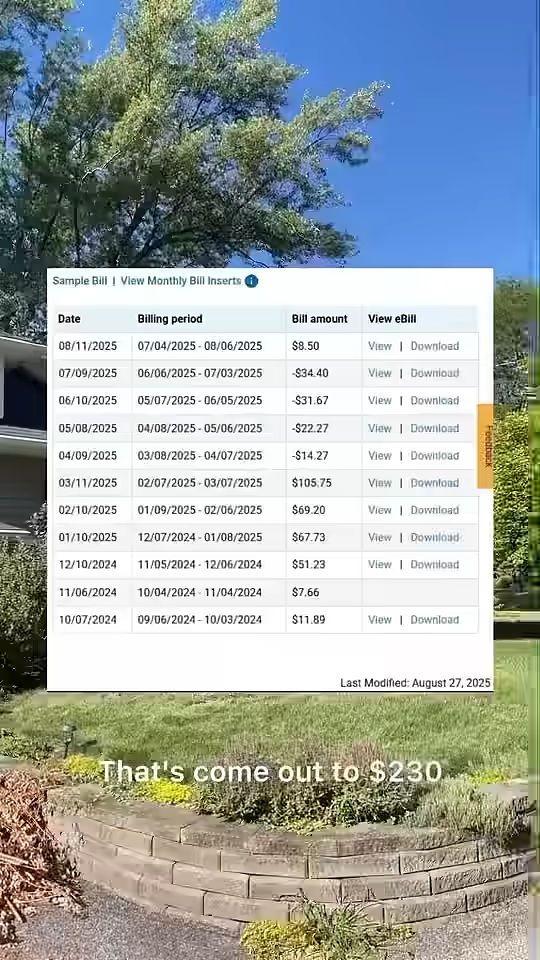 Sample Bill | View Monthly Bill Inserts i
Date Billing period Bill amount View eBill
08/11/2025 07/04/2025 - 08/06/2025 $8.50 View | Download
07/09/2025 06/06/2025 - 07/03/2025 -$34.40 View | Download
06/10/2025 05/07/2025 - 06/05/2025 -$31.67 View | Download
05/08/2025 04/08/2025 - 05/06/2025 -$22.27 View | Download
04/09/2025 03/08/2025 - 04/07/2025 -$14.27 View | Download
03/11/2025 02/07/2025 - 03/07/2025 $105.75 View | Download
02/10/2025 01/09/2025 - 02/06/2025 $69.20 View | Download
01/10/2025 12/07/2024 - 01/08/2025 $67.73 View | Download
12/10/2024 11/05/2024 - 12/06/2024 $51.23 View | Download
11/06/2024 10/04/2024 - 11/04/2024 $7.66
10/07/2024 09/06/2024 - 10/03/2024 $11.89 View | Download
Feedback
Last Modified: August 27, 2025
That's come out to $230